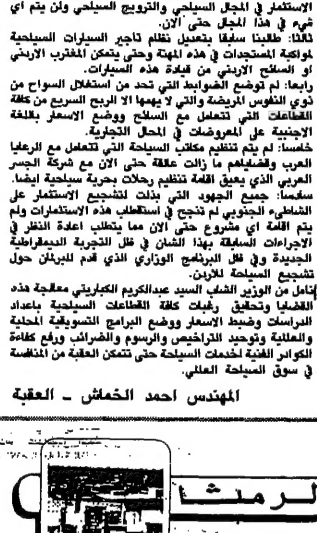 الاستثمار في المجال السياحي والترويج السياحي ولن يتم اي
شيء في هذا المجال حتى الان.
ثالثا: طالبنا سابقا بتعديل نظام تاجير السيارات السياحية
لمواكبة المستجدات في هذه المهنة وحتى يتمكن المغترب الاردني
او السائح الاردني من قيادة هذه السيارات.
رابعا: لم توضع الضوابط التي تحد من استغلال السواح من
ذوي النفوس المريضة والتي لا يهمها الا الربح السريع من كافة
القطاعات التي تتعامل مع السائح ووضع الاسعار باللغة
الاجنبية على المعروضات في المحال التجارية.
خامسا: لم يتم تنظيم مكاتب السياحة التي تتعامل مع الرعايا
العرب وقضاياهم ما زالت عالقة حتى الان مع شركة الجسر
العربي الذي يعيق اقامة تنظيم رحلات بحرية سياحية ايضا.
سادسا: جميع الجهود التي بذلت لتشجيع الاستثمار على
الشاطىء الجنوبي لم تنجح في استقطاب هذه الاستثمارات ولم
يتم اقامة اي مشروع حتى الان مما يتطلب اعادة النظر في
الاجراءات السابقة بهذا الشان في ظل التجربة الديمقراطية
الجديدة وفي ظل البرنامج الوزاري الذي قدم للبرلمان حول
تشجيع السياحة للاردن.
نامل من الوزير الشاب السيد عبدالكريم الكباريتي معالجة هذه
القضايا وتحقيق رغبات كافة القطاعات السياحية باعداد
الدراسات وضبط الاسعار ووضع البرامج التسويقية المحلية
والعالمية وتوحيد التراخيص والرسوم والضرائب ورفع كفاءة
الكوادر الفنية لخدمات السياحة حتى تتمكن العقبة من المنافسة
في سوق السياحة العالمي.
المهندس احمد الخماش ـ العقبة
الرمثا